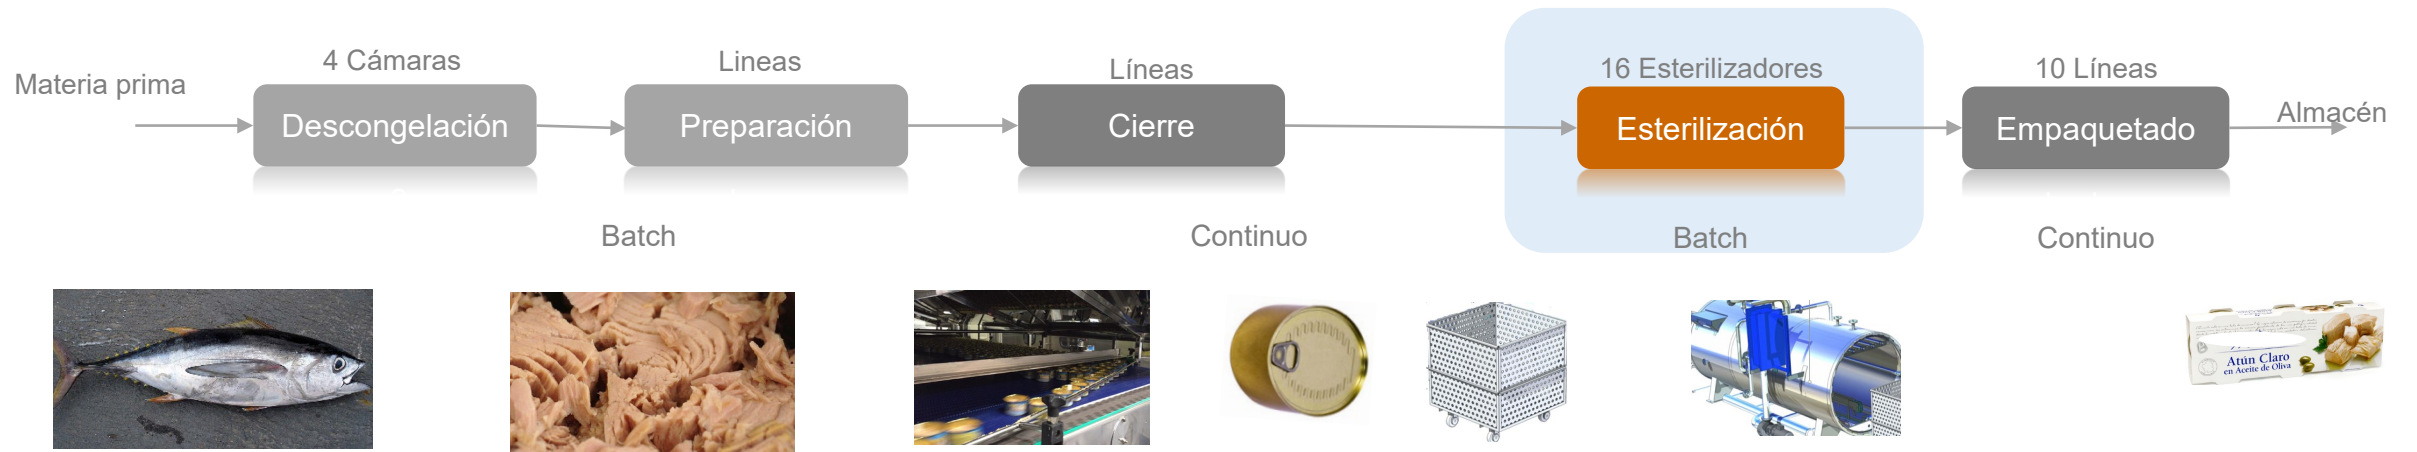 Materia prima
4 Cámaras
Descongelación
Lineas
Preparación
Líneas
Cierre
16 Esterilizadores
Esterilización
10 Líneas
Empaquetado
Almacén
Batch
Continuo
Batch
Continuo
Atún Claro
en Aceite de Oliva